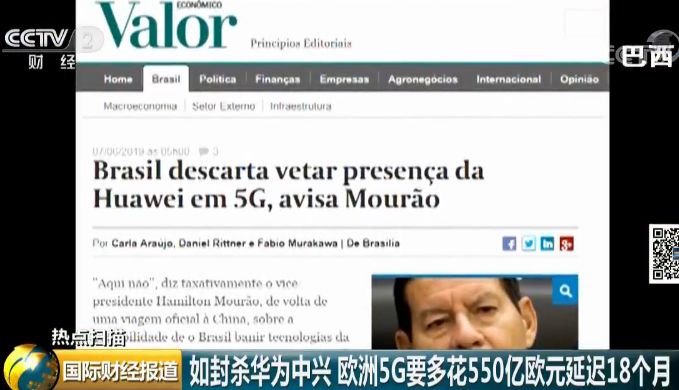 CCTV 2
财经
巴西
Valor
ECONÔMICO
Princípios Editoriais
Home Brasil Política Finanças Empresas Agronegócios Internacional Opinião
Macroeconomia Setor Externo Infraestrutura
07/06/2019 às 05h00 3
Brasil descarta vetar presença da
Huawei em 5G, avisa Mourão
Por Carla Araújo, Daniel Rittner e Fabio Murakawa | De Brasília
"Aqui não", diz taxativamente o vice
presidente Hamilton Mourão, de volta de
uma viagem oficial à China, sobre a
bilidade de o Brasil banir tecnologias da
热点扫描
国际财经报道
如封杀华为中兴 欧洲5G要多花550亿欧元延迟18个月